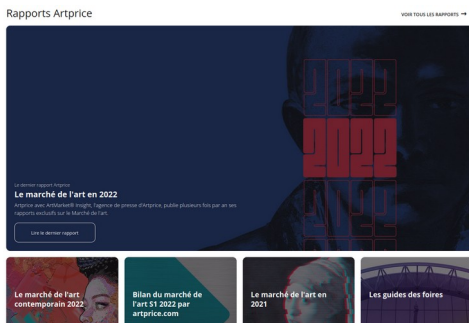 Rapports Artprice
VOIR TOUS LES RAPPORTS →
2022
2022
2022
2022
Le dernier rapport Artprice
Le marché de l'art en 2022
Artprice avec ArtMarket® Insight, l'agence de presse d'Artprice, publie plusieurs fois par an ses
rapports exclusifs sur le Marché de l'art.
Lire le dernier rapport
Le marché de l'art
contemporain 2022
Bilan du marché de
l'art S1 2022 par
artprice.com
Le marché de l'art en
2021
Les guides des foires